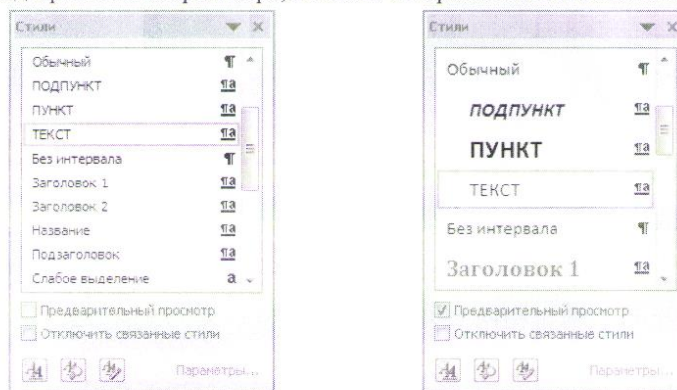 Стили
Обычный
ПОДПУНКТ
ПУНКТ
ТЕКСТ
Без интервала
Заголовок 1
Заголовок 2
Название
Подзаголовок
Слабое выделение
Предварительный просмотр
Отключить связанные стили
Параметры...
Стили
Обычный
ПОДПУНКТ
ПУНКТ
ТЕКСТ
Без интервала
Заголовок 1
Предварительный просмотр
Отключить связанные стили
Параметры...